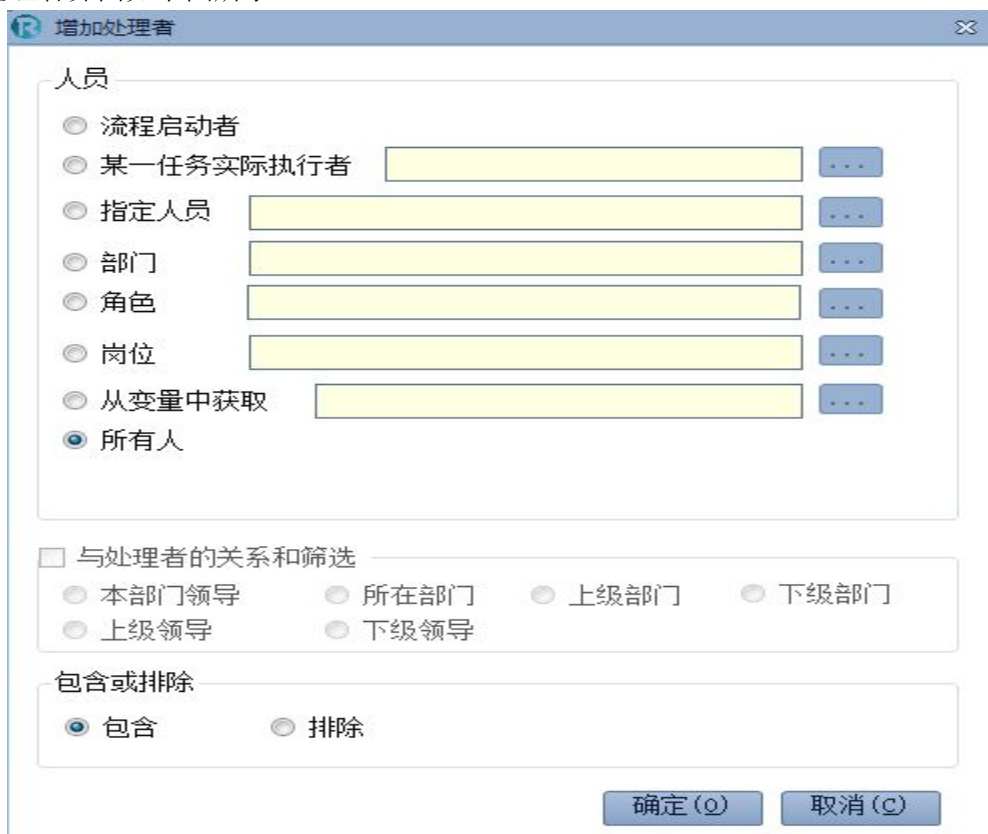 增加处理者
人员
流程启动者
某一任务实际执行者 ...
指定人员 ...
部门 ...
角色 ...
岗位 ...
从变量中获取 ...
所有人
与处理者的关系和筛选
本部门领导 所在部门 上级部门 下级部门
上级领导 下级领导
包含或排除
包含 排除
确定(O) 取消(C)